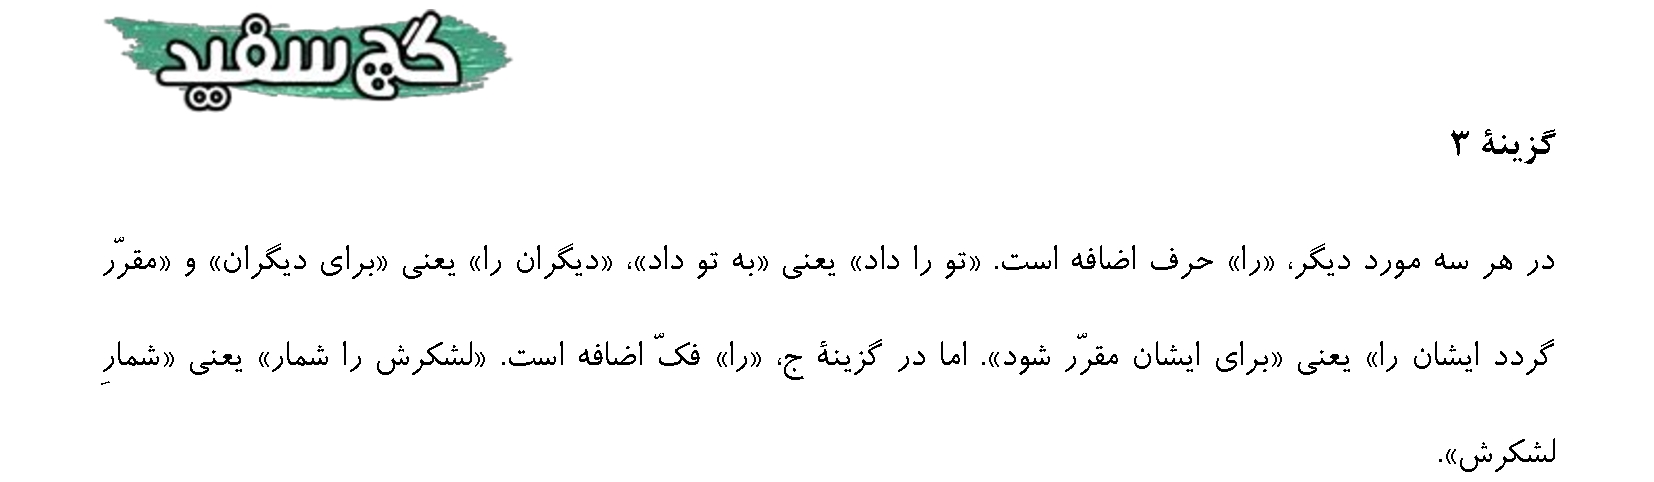 گچ سفید
گزینهٔ ۳
در هر سه مورد دیگر، «را» حرف اضافه است. «تو را داد» یعنی «به تو داد»، «دیگران را» یعنی «برای دیگران» و «مقرّر
گردد ایشان را» یعنی «برای ایشان مقرّر شود». اما در گزینهٔ ج، «را» فکّ اضافه است. «لشکرش را شمار» یعنی «شمارِ
لشکرش».